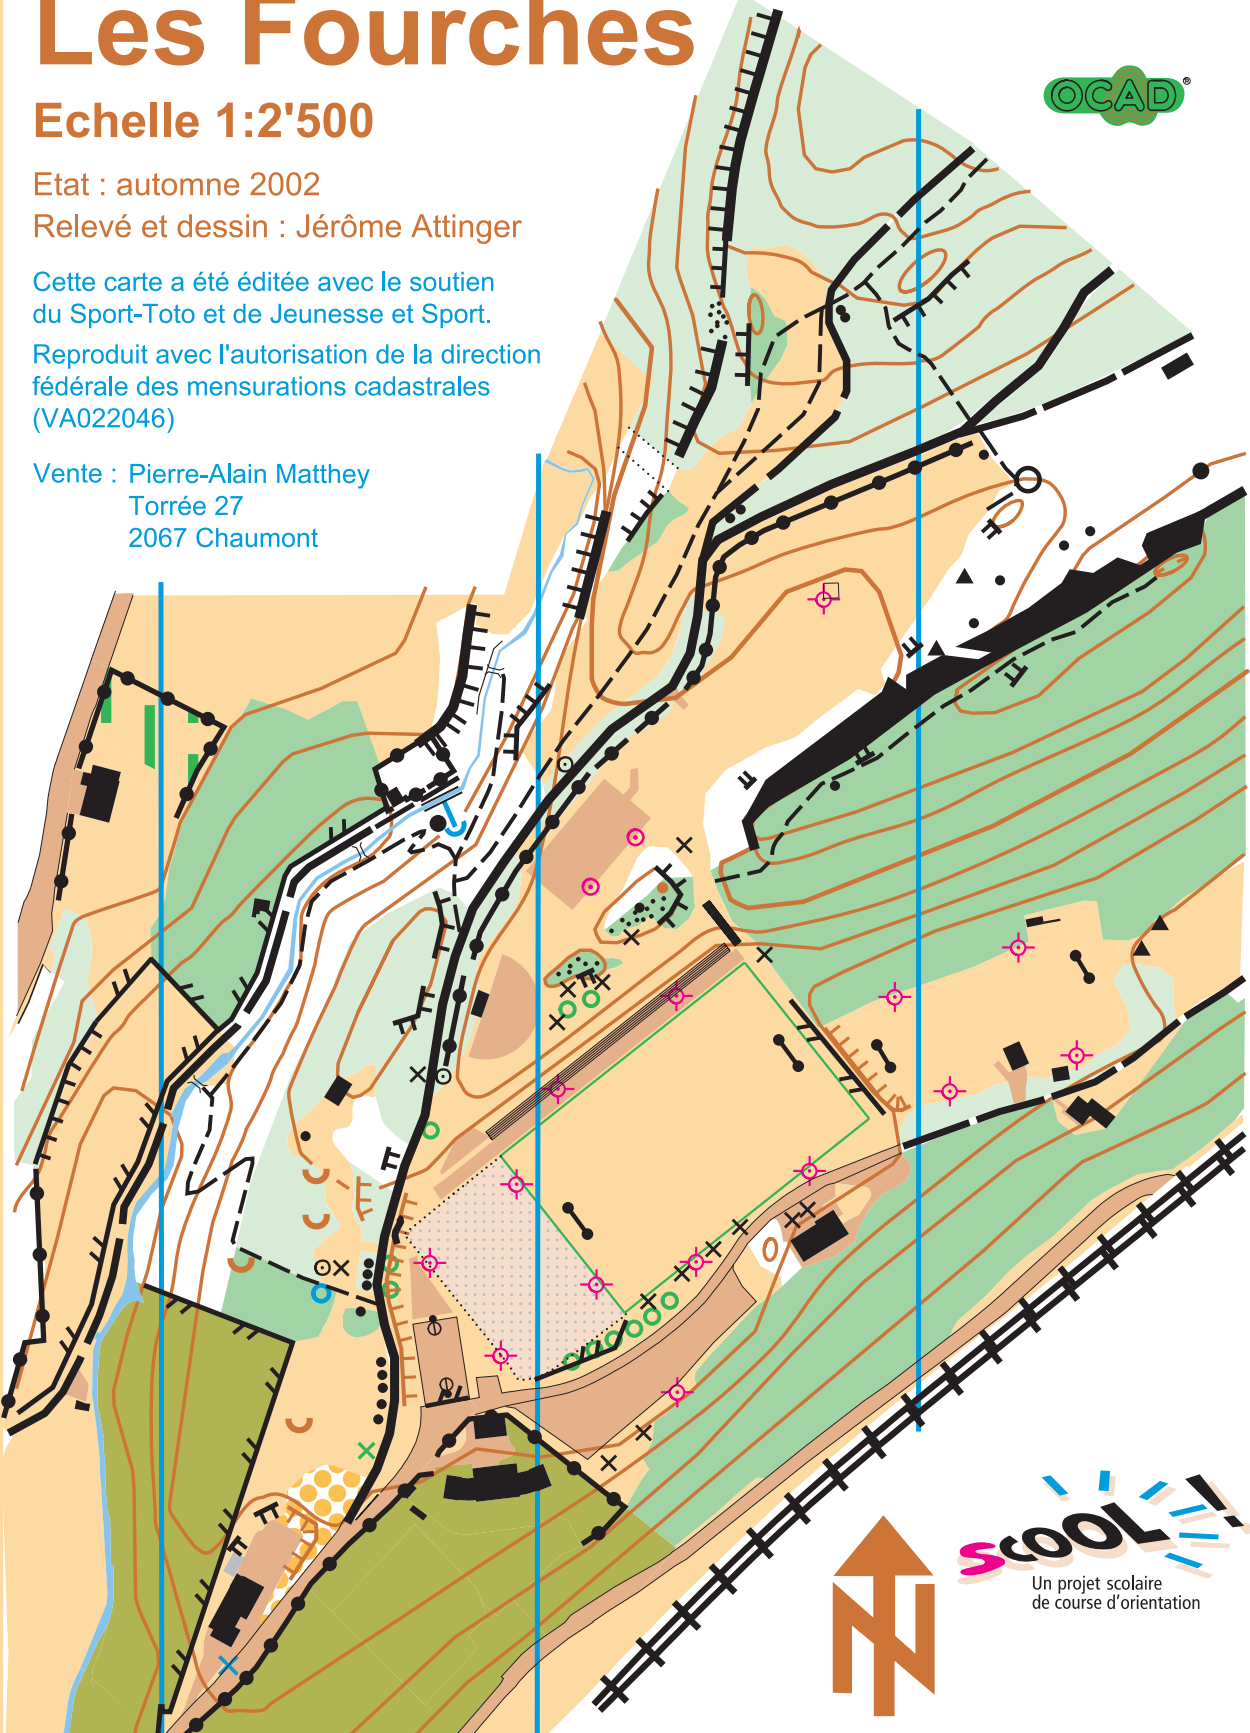 Les Fourches
Echelle 1:2'500
Etat : automne 2002
Relevé et dessin : Jérôme Attinger
Cette carte a été éditée avec le soutien
du Sport-Toto et de Jeunesse et Sport.
Reproduit avec l'autorisation de la direction
fédérale des mensurations cadastrales
(VA022046)
Vente : Pierre-Alain Matthey
Torrée 27
2067 Chaumont
OCAD®
N
sCOOL!
Un projet scolaire
de course d'orientation